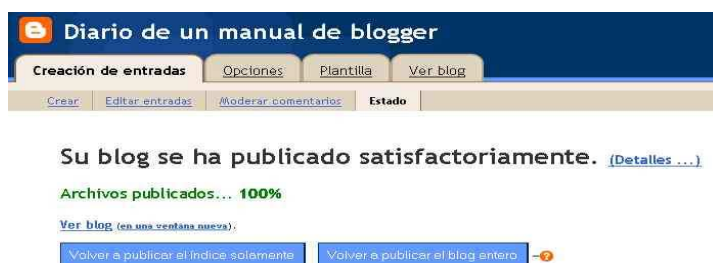 Diario de un manual de blogger
Creación de entradas Opciones Plantilla Ver blog
Crear Editar entradas Moderar comentarios Estado
Su blog se ha publicado satisfactoriamente. (Detalles ...)
Archivos publicados... 100%
Ver blog (en una ventana nueva).
Volver a publicar el índice solamente Volver a publicar el blog entero -?